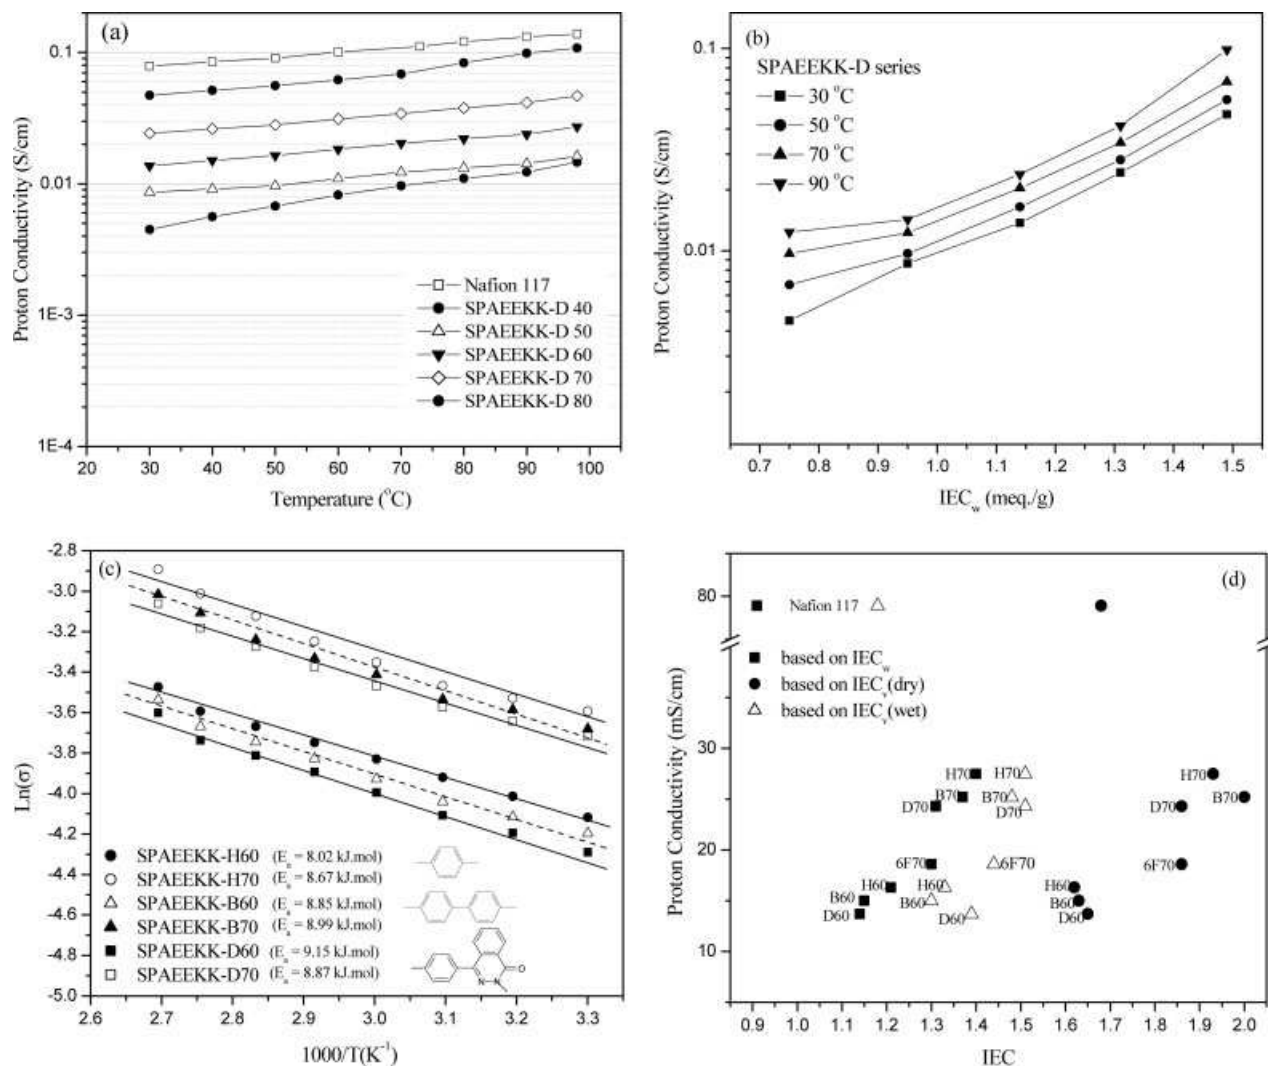 (a)
Proton Conductivity (S/cm)
0.1
0.01
1E-3
1E-4
Nafion 117
SPAEEKK-D 40
SPAEEKK-D 50
SPAEEKK-D 60
SPAEEKK-D 70
SPAEEKK-D 80
20 30 40 50 60 70 80 90 100
Temperature (°C)
(b)
Proton Conductivity (S/cm)
0.1
0.01
SPAEEKK-D series
30 °C
50 °C
70 °C
90 °C
0.7 0.8 0.9 1.0 1.1 1.2 1.3 1.4 1.5
IECw (meq./g)
(c)
Ln(σ)
-2.8
-3.0
-3.2
-3.4
-3.6
-3.8
-4.0
-4.2
-4.4
-4.6
-4.8
-5.0
SPAEEKK-H60 (Ea = 8.02 kJ.mol)
SPAEEKK-H70 (Ea = 8.67 kJ.mol)
SPAEEKK-B60 (Ea = 8.85 kJ.mol)
SPAEEKK-B70 (Ea = 8.99 kJ.mol)
SPAEEKK-D60 (Ea = 9.15 kJ.mol)
SPAEEKK-D70 (Ea = 8.87 kJ.mol)
O
N-N
2.6 2.7 2.8 2.9 3.0 3.1 3.2 3.3
1000/T(K⁻¹)
(d)
Proton Conductivity (mS/cm)
80
30
20
10
Nafion 117
based on IECw
based on IECv(dry)
based on IECv(wet)
H70 H70 H70
B70 B70 B70
D70 D70 D70
6F70 6F70 6F70
H60 H60 H60
B60 B60 B60
D60 D60 D60
0.9 1.0 1.1 1.2 1.3 1.4 1.5 1.6 1.7 1.8 1.9 2.0
IEC